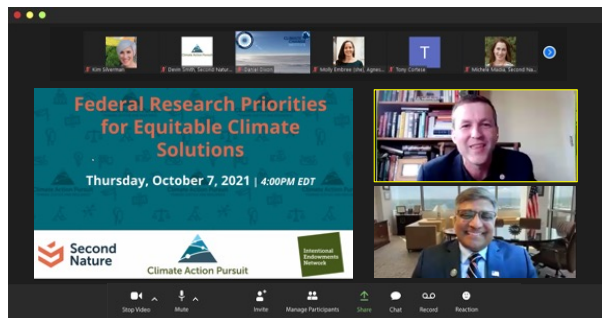 Kim Silverman
Devin Smith, Second Natur...
Daniel Dixon
Molly Embree (she), Agnes...
T
Tony Cortese
Michele Madia, Second Na...
Federal Research Priorities
for Equitable Climate
Solutions
Thursday, October 7, 2021 | 4:00PM EDT
Second
Nature
Climate Action Pursuit
Intentional
Endowments
Network
Stop Video
Mute
Invite
Manage Participants
Share
Chat
Record
Reaction